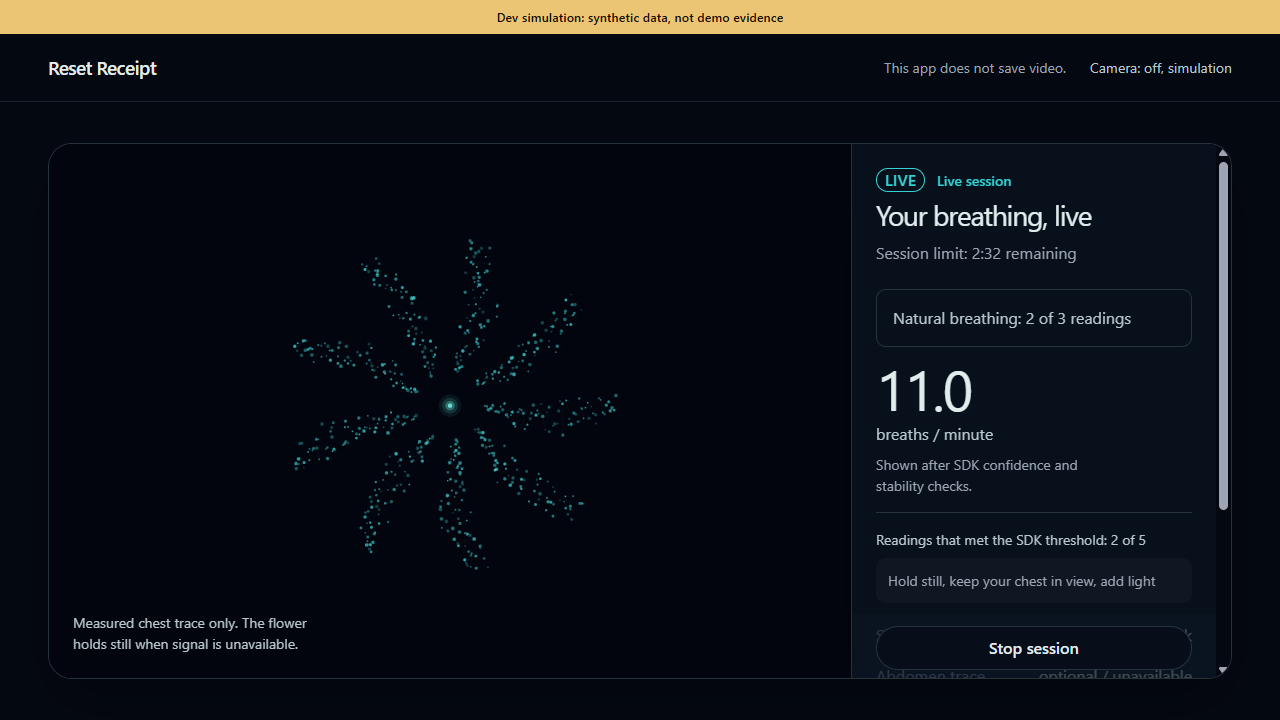 Dev simulation: synthetic data, not demo evidence
Reset Receipt
This app does not save video.
Camera: off, simulation
LIVE
Live session
Your breathing, live
Session limit: 2:32 remaining
Natural breathing: 2 of 3 readings
11.0
breaths / minute
Shown after SDK confidence and
stability checks.
Readings that met the SDK threshold: 2 of 5
Hold still, keep your chest in view, add light
Stop session
Abdomen trace
optional / unavailable
Measured chest trace only. The flower
holds still when signal is unavailable.